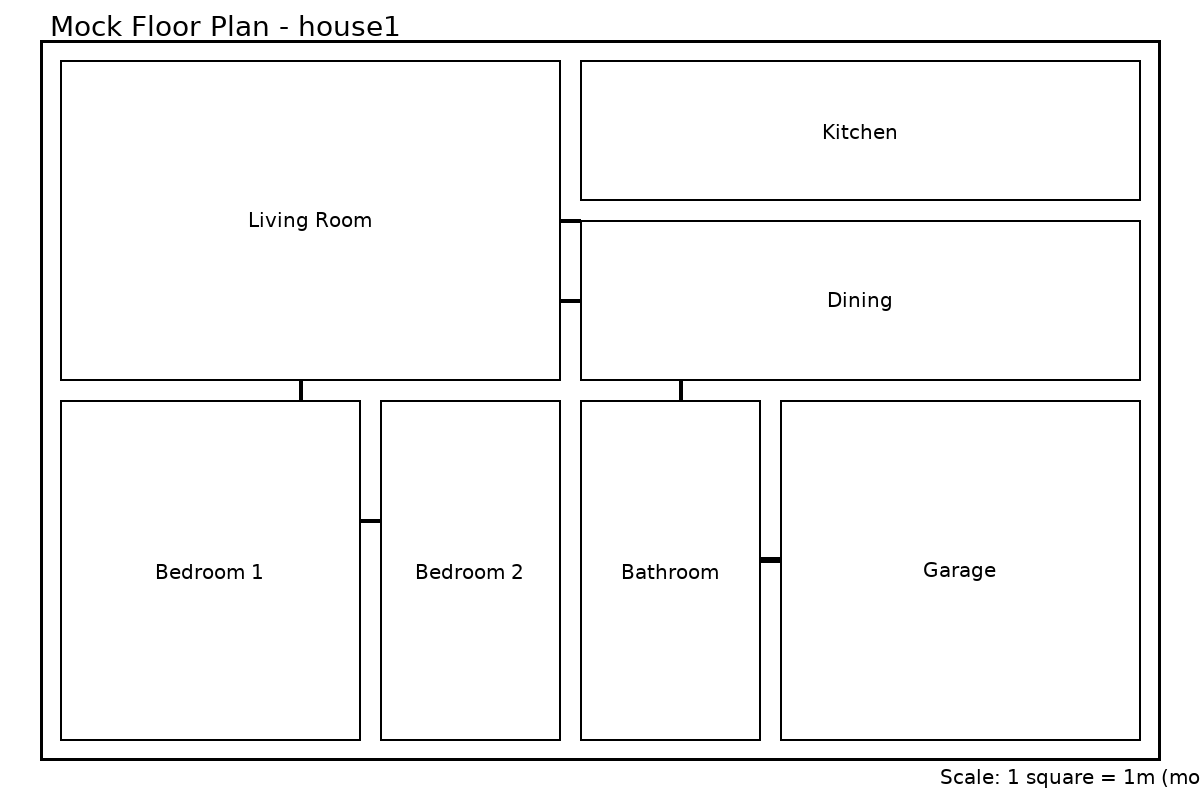 Mock Floor Plan - house1
Kitchen
Living Room
Dining
Bedroom 1
Bedroom 2
Bathroom
Garage
Scale: 1 square = 1m (mo